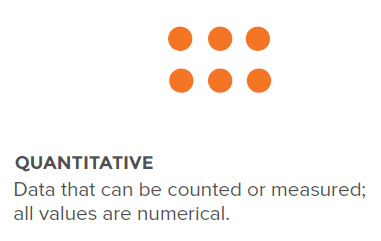 QUANTITATIVE
Data that can be counted or measured;
all values are numerical.